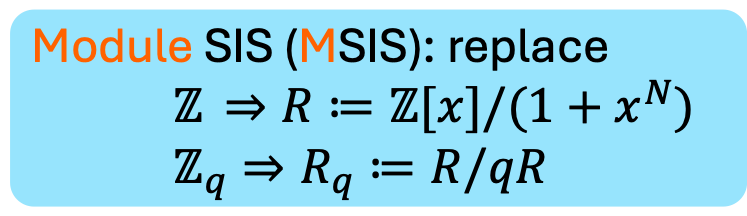 Module SIS (MSIS): replace
ℤ ⇒ R ≔ ℤ[x]/(1 + x^N)
ℤ_q ⇒ R_q ≔ R/qR